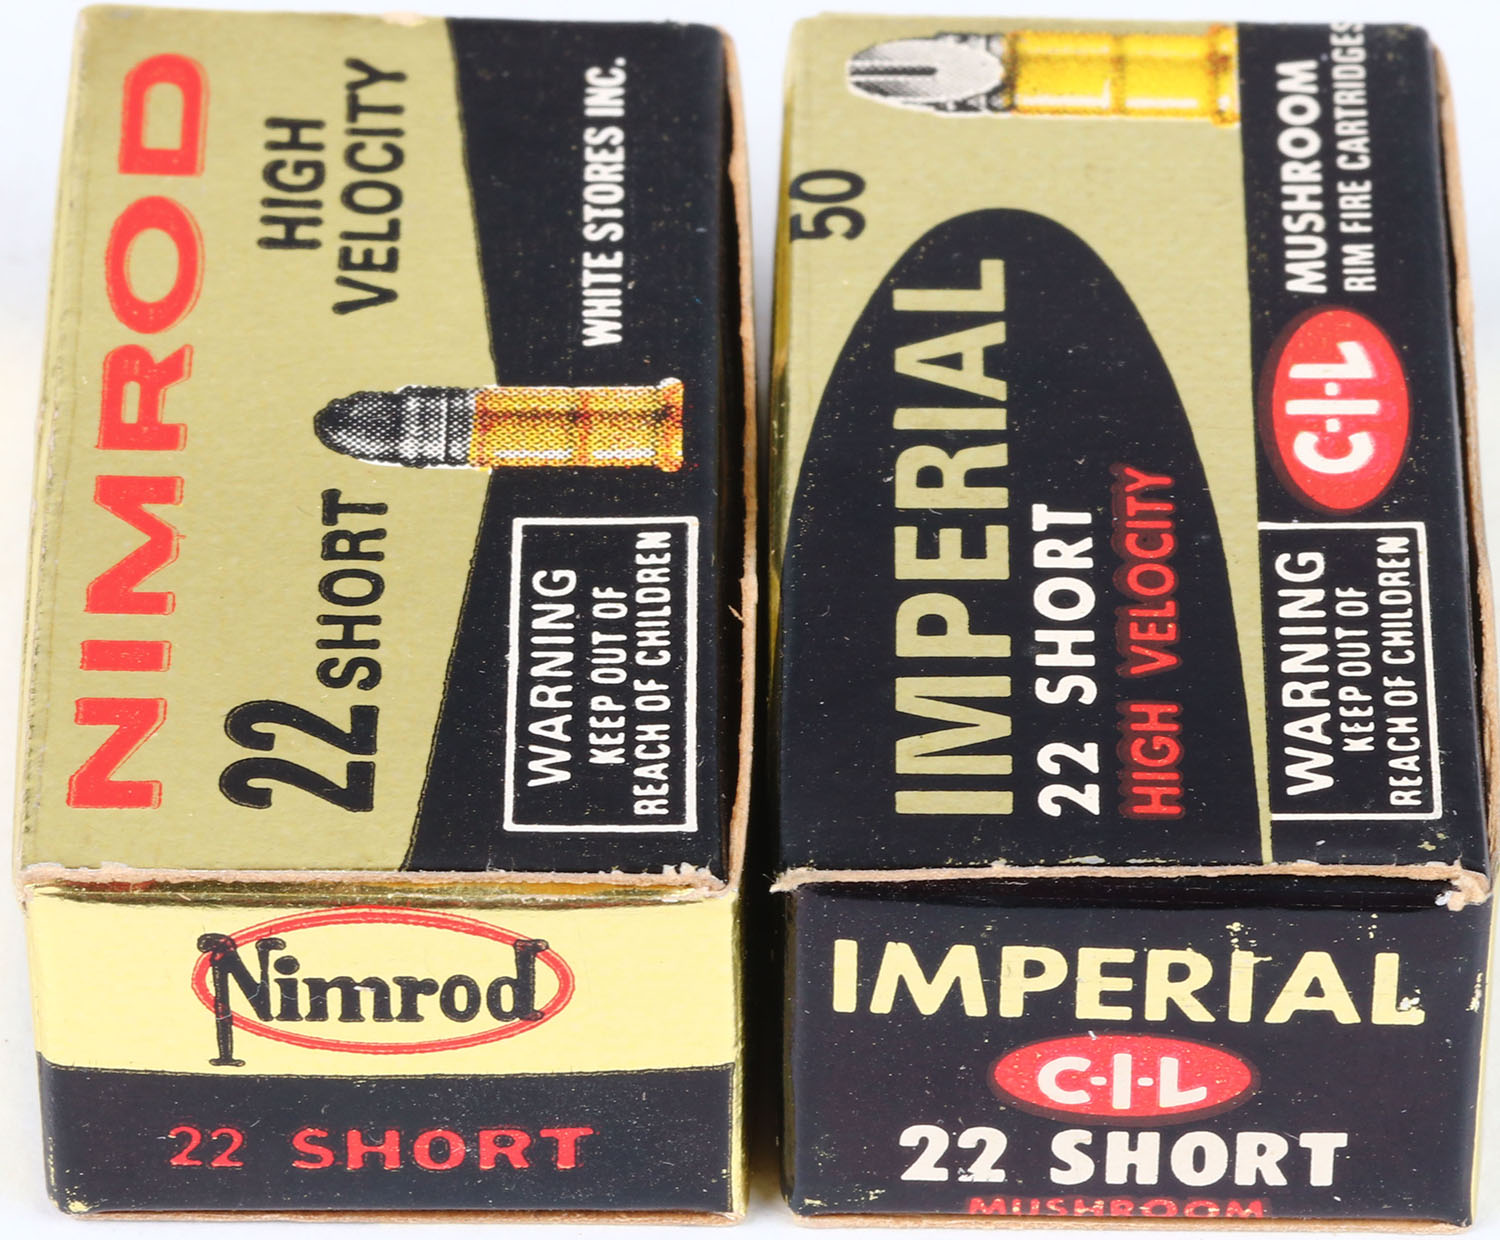 NIMROD
HIGH
VELOCITY
22 SHORT
WHITE STORES INC.
WARNING
KEEP OUT OF
REACH OF CHILDREN
Nimrod
22 SHORT
50
IMPERIAL
22 SHORT
HIGH VELOCITY
MUSHROOM
RIM FIRE CARTRIDGES
C·I·L
WARNING
KEEP OUT OF
REACH OF CHILDREN
IMPERIAL
C·I·L
22 SHORT
MUSHROOM